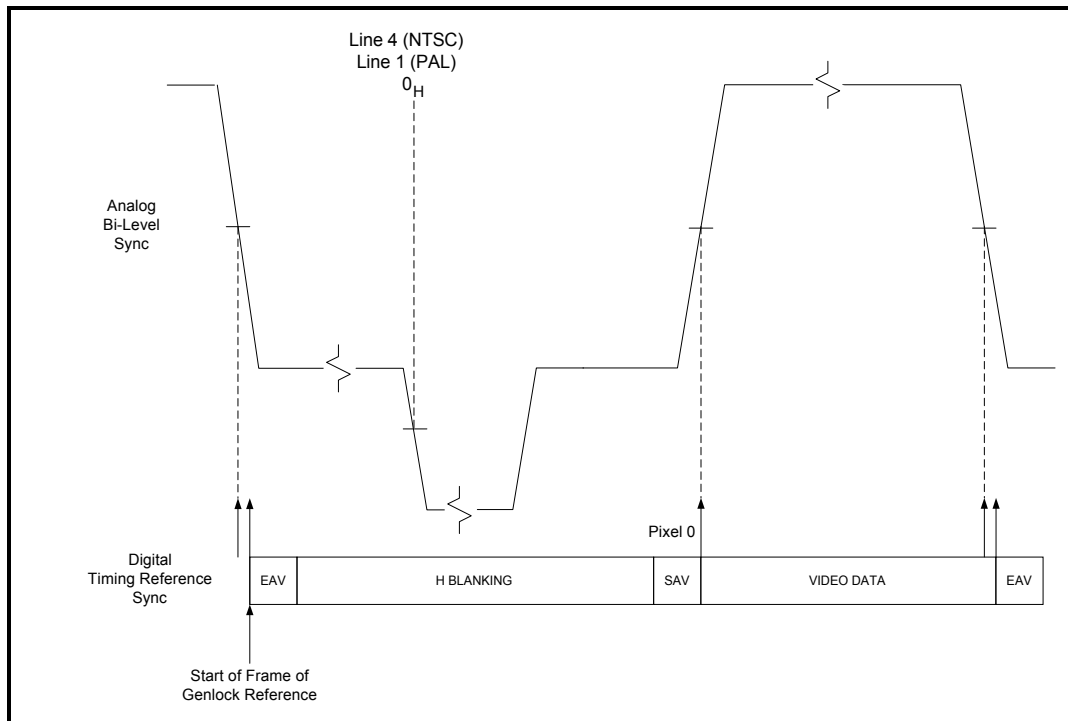 Line 4 (NTSC)
Line 1 (PAL)
0H
Analog
Bi-Level
Sync
Pixel 0
Digital
Timing Reference
Sync
EAV
H BLANKING
SAV
VIDEO DATA
EAV
Start of Frame of
Genlock Reference